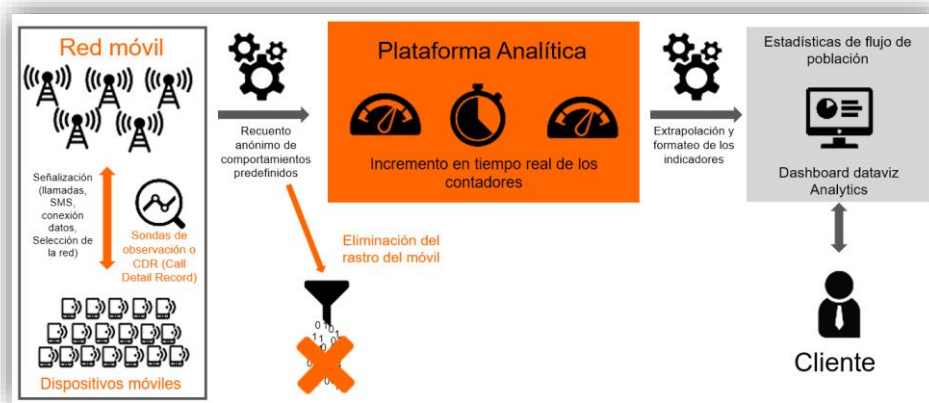 Red móvil
Señalización
(llamadas,
SMS,
conexión
datos,
Selección de
la red)
Sondas de
observación o
CDR (Call
Detail Record)
Dispositivos móviles
Recuento
anónimo de
comportamientos
predefinidos
Eliminación del
rastro del móvil
Plataforma Analítica
Incremento en tiempo real de los
contadores
Extrapolación y
formateo de los
indicadores
Estadísticas de flujo de
población
Dashboard dataviz
Analytics
Cliente